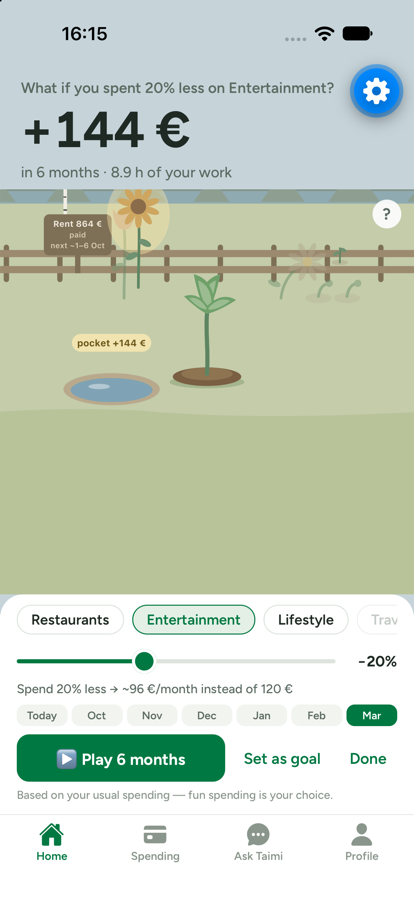 16:15
What if you spent 20% less on Entertainment?
+144 €
in 6 months · 8.9 h of your work
?
Rent 864 €
paid
next ~1–6 Oct
pocket +144 €
Restaurants Entertainment Lifestyle Trav
−20%
Spend 20% less → ~96 €/month instead of 120 €
Today Oct Nov Dec Jan Feb Mar
Play 6 months Set as goal Done
Based on your usual spending — fun spending is your choice.
Home Spending Ask Taimi Profile